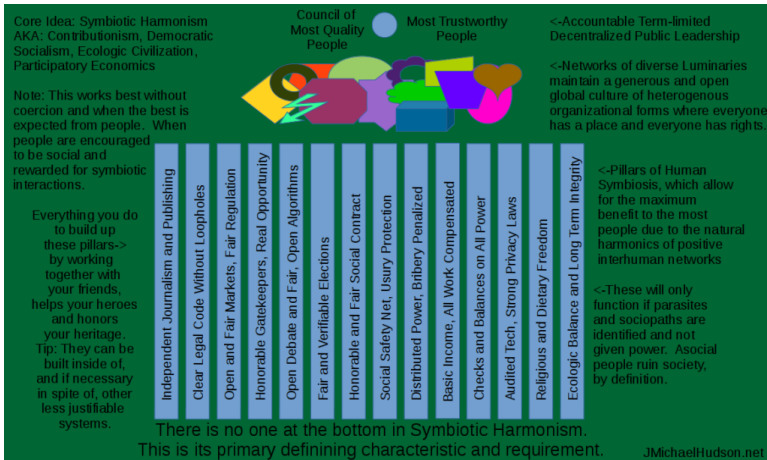 Core Idea: Symbiotic Harmonism
AKA: Contributionism, Democratic
Socialism, Ecologic Civilization,
Participatory Economics
Note: This works best without
coercion and when the best is
expected from people. When
people are encouraged
to be social and
rewarded for symbiotic
interactions.
Everything you do
to build up
these pillars->
by working
together with
your friends,
helps your heroes
and honors
your heritage.
Tip: They can be
built inside of,
and if necessary
in spite of, other
less justifiable
systems.
Council of
Most Quality
People
Most Trustworthy
People
<-Accountable Term-limited
Decentralized Public Leadership
<-Networks of diverse Luminaries
maintain a generous and open
global culture of heterogenous
organizational forms where everyone
has a place and everyone has rights.
Independent Journalism and Publishing
Clear Legal Code Without Loopholes
Open and Fair Markets, Fair Regulation
Honorable Gatekeepers, Real Opportunity
Open Debate and Fair, Open Algorithms
Fair and Verifiable Elections
Honorable and Fair Social Contract
Social Safety Net, Usury Protection
Distributed Power, Bribery Penalized
Basic Income, All Work Compensated
Checks and Balances on All Power
Audited Tech, Strong Privacy Laws
Religious and Dietary Freedom
Ecologic Balance and Long Term Integrity
<-Pillars of Human
Symbiosis, which allow
for the maximum
benefit to the most
people due to the natural
harmonics of positive
interhuman networks
<-These will only
function if parasites
and sociopaths are
identified and not
given power. Asocial
people ruin society,
by definition.
There is no one at the bottom in Symbiotic Harmonism.
This is its primary definining characteristic and requirement.
JMichaelHudson.net